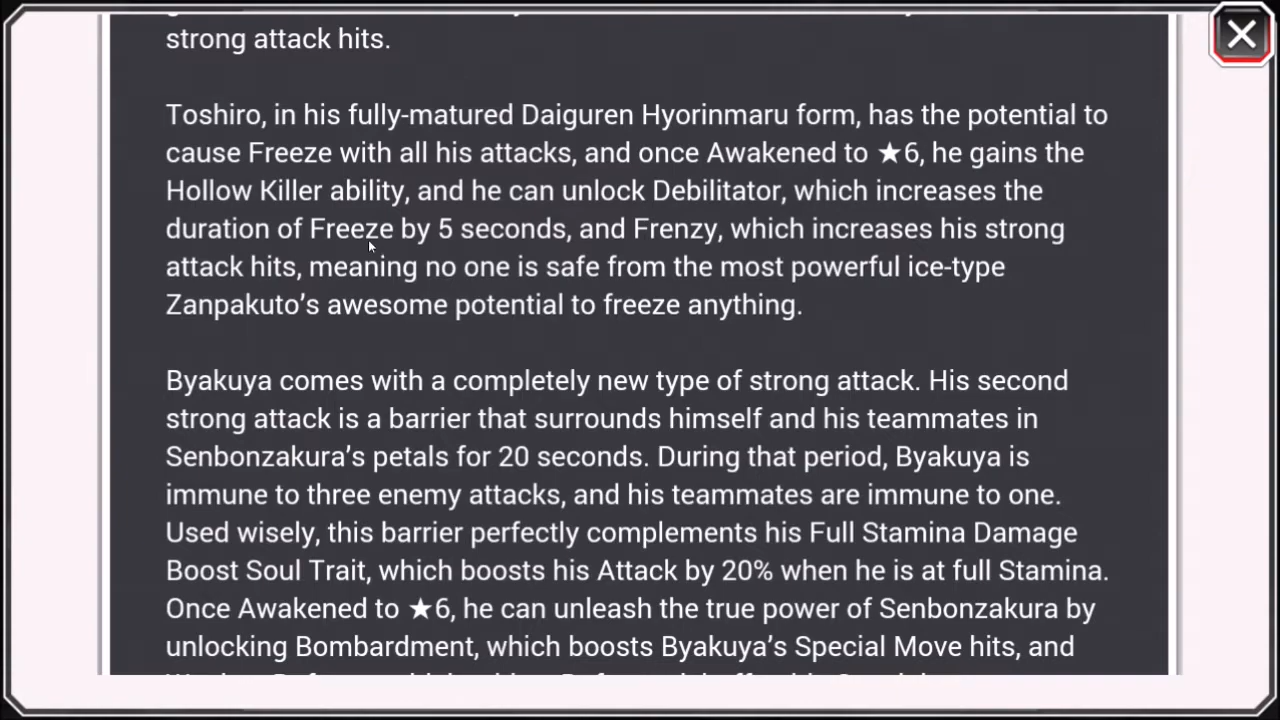 strong attack hits.
Toshiro, in his fully-matured Daiguren Hyorinmaru form, has the potential to
cause Freeze with all his attacks, and once Awakened to ★6, he gains the
Hollow Killer ability, and he can unlock Debilitator, which increases the
duration of Freeze by 5 seconds, and Frenzy, which increases his strong
attack hits, meaning no one is safe from the most powerful ice-type
Zanpakuto’s awesome potential to freeze anything.
Byakuya comes with a completely new type of strong attack. His second
strong attack is a barrier that surrounds himself and his teammates in
Senbonzakura’s petals for 20 seconds. During that period, Byakuya is
immune to three enemy attacks, and his teammates are immune to one.
Used wisely, this barrier perfectly complements his Full Stamina Damage
Boost Soul Trait, which boosts his Attack by 20% when he is at full Stamina.
Once Awakened to ★6, he can unleash the true power of Senbonzakura by
unlocking Bombardment, which boosts Byakuya’s Special Move hits, and